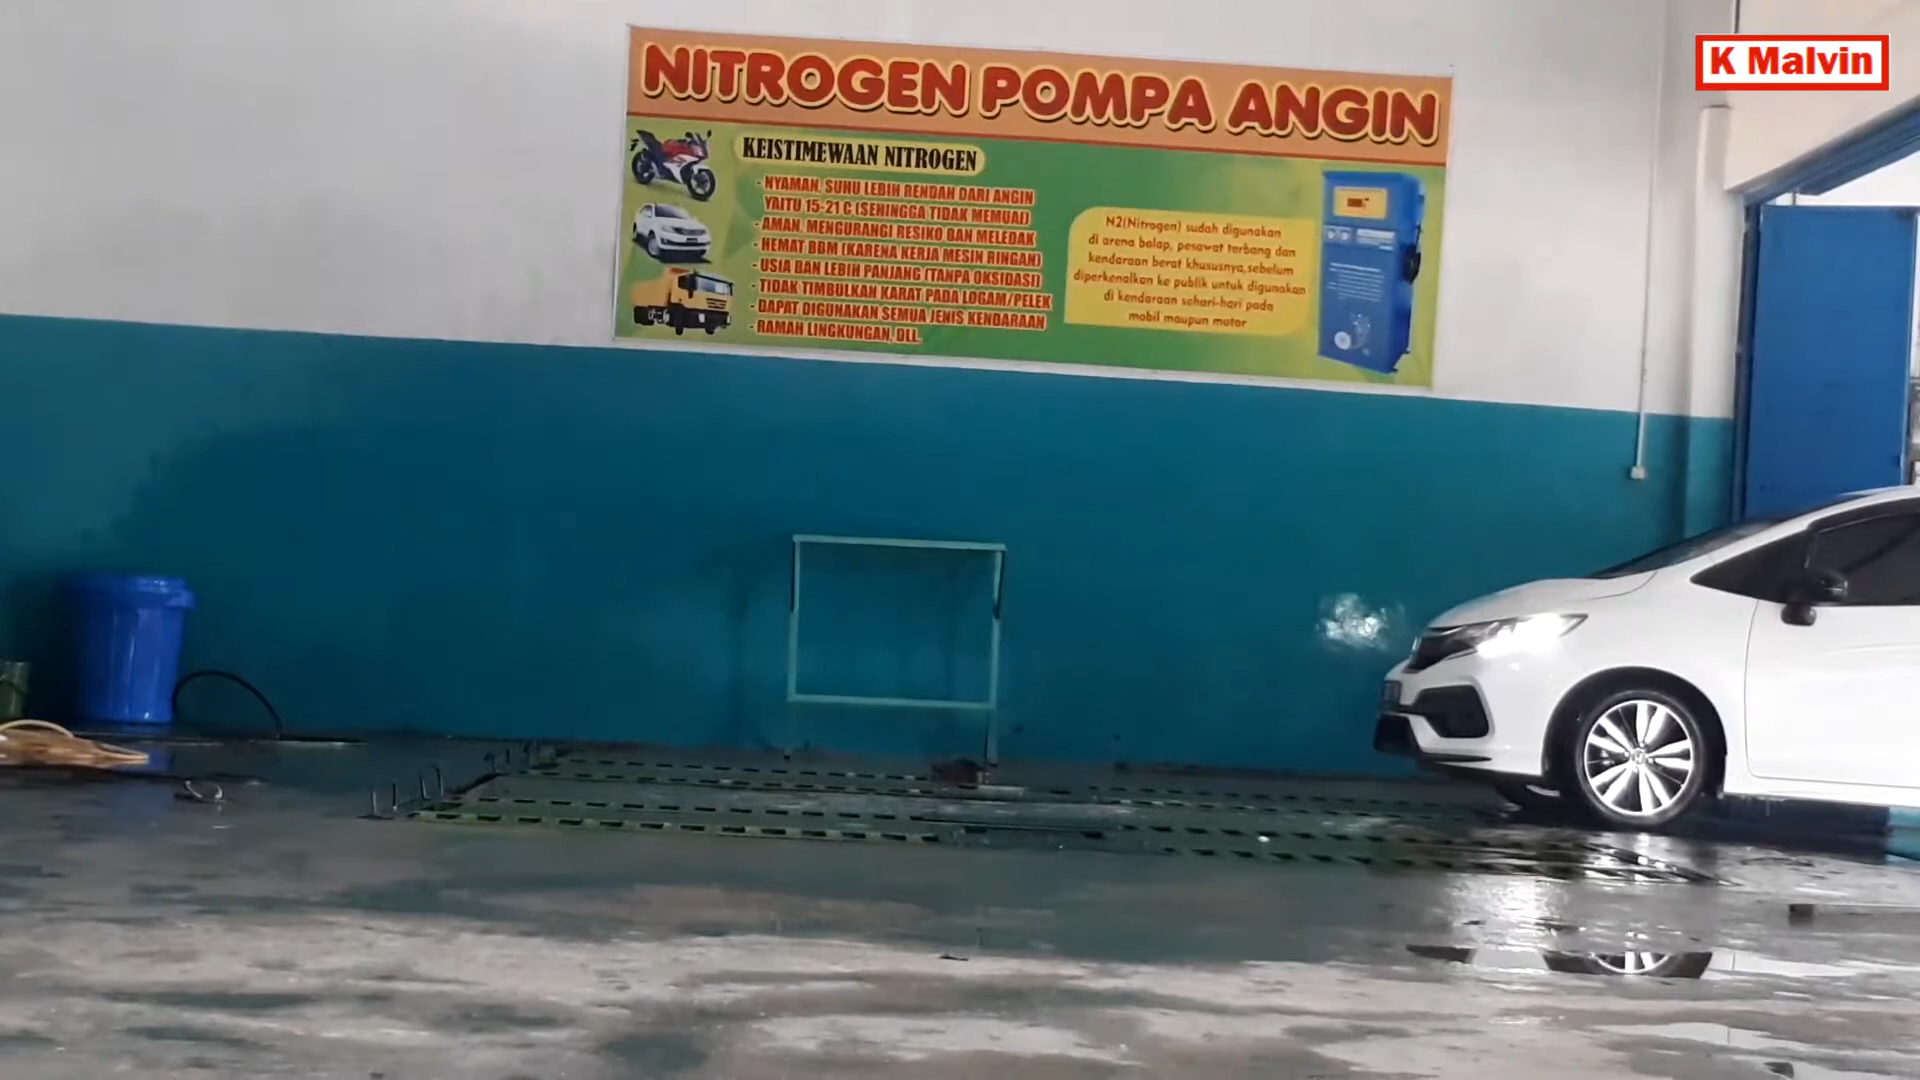 K Malvin
NITROGEN POMPA ANGIN
KEISTIMEWAAN NITROGEN
- NYAMAN, SUHU LEBIH RENDAH DARI ANGIN
YAITU 15-21 C (SEHINGGA TIDAK MEMUAI)
- AMAN, MENGURANGI RESIKO BAN MELEDAK
- HEMAT BBM (KARENA KERJA MESIN RINGAN)
- USIA BAN LEBIH PANJANG (TANPA OKSIDASI)
- TIDAK TIMBULKAN KARAT PADA LOGAM/PELEK
- DAPAT DIGUNAKAN SEMUA JENIS KENDARAAN
- RAMAH LINGKUNGAN, DLL.
N2(Nitrogen) sudah digunakan
di arena balap, pesawat terbang dan
kendaraan berat khususnya,sebelum
diperkenalkan ke publik untuk digunakan
di kendaraan sehari-hari pada
mobil maupun motor